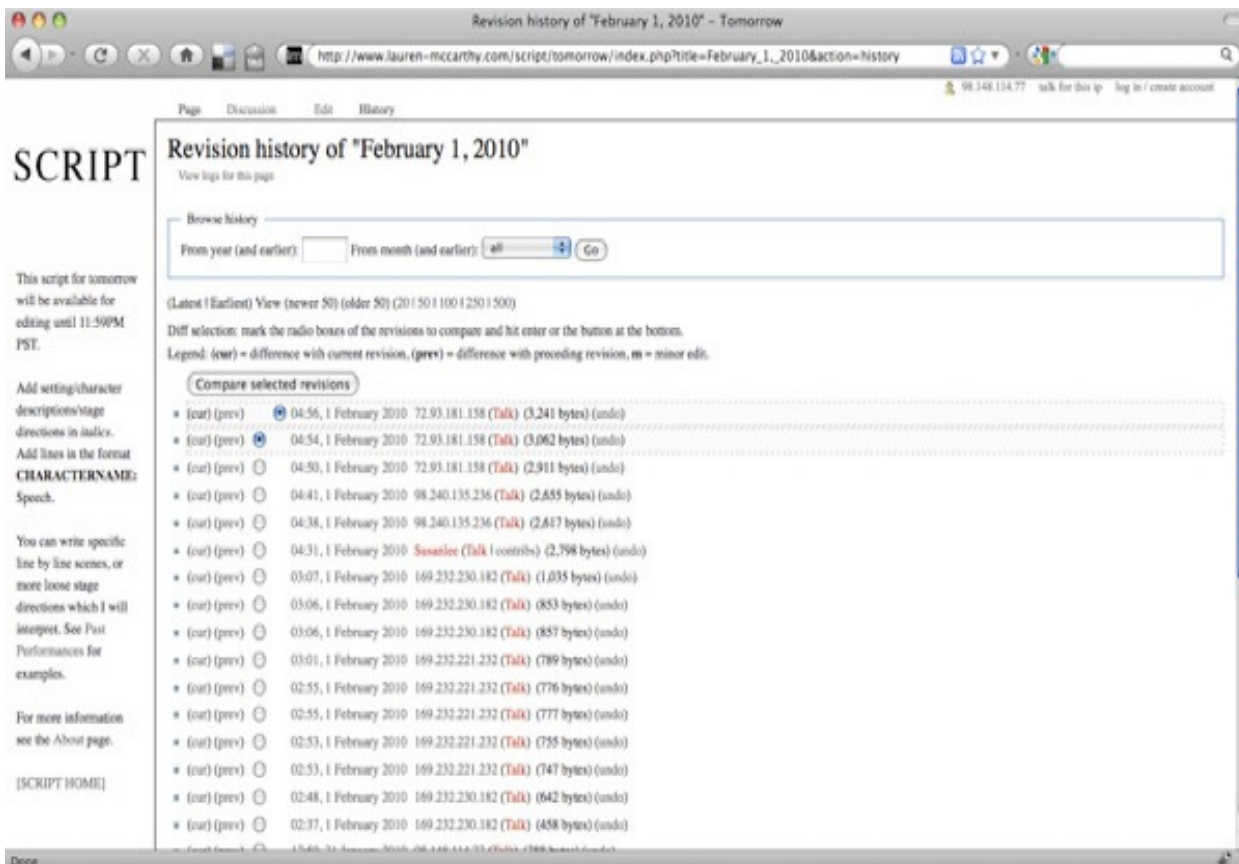 Revision history of "February 1, 2010" – Tomorrow
http://www.lauren-mccarthy.com/script/tomorrow/index.php?title=February_1,_2010&action=history
98.148.114.77 talk for this ip log in / create account
Page Discussion Edit History
SCRIPT
This script for tomorrow
will be available for
editing until 11:59PM
PST.
Add setting/character
descriptions/stage
directions in italics.
Add lines in the format
CHARACTERNAME:
Speech.
You can write specific
line by line scenes, or
more loose stage
directions which I will
interpret. See Past
Performances for
examples.
For more information
see the About page.
[SCRIPT HOME]
Revision history of "February 1, 2010"
View logs for this page
Browse history
From year (and earlier): From month (and earlier): all Go
(Latest | Earliest) View (newer 50) (older 50) (20 | 50 | 100 | 250 | 500)
Diff selection: mark the radio boxes of the revisions to compare and hit enter or the button at the bottom.
Legend: (cur) = difference with current revision, (prev) = difference with preceding revision, m = minor edit.
Compare selected revisions
(cur) (prev) 04:56, 1 February 2010 72.93.181.158 (Talk) (3,241 bytes) (undo)
(cur) (prev) 04:54, 1 February 2010 72.93.181.158 (Talk) (3,062 bytes) (undo)
(cur) (prev) 04:50, 1 February 2010 72.93.181.158 (Talk) (2,911 bytes) (undo)
(cur) (prev) 04:41, 1 February 2010 98.240.135.236 (Talk) (2,655 bytes) (undo)
(cur) (prev) 04:38, 1 February 2010 98.240.135.236 (Talk) (2,617 bytes) (undo)
(cur) (prev) 04:31, 1 February 2010 Susanlee (Talk | contribs) (2,798 bytes) (undo)
(cur) (prev) 03:07, 1 February 2010 169.232.230.182 (Talk) (1,035 bytes) (undo)
(cur) (prev) 03:06, 1 February 2010 169.232.230.182 (Talk) (853 bytes) (undo)
(cur) (prev) 03:06, 1 February 2010 169.232.230.182 (Talk) (857 bytes) (undo)
(cur) (prev) 03:01, 1 February 2010 169.232.221.232 (Talk) (789 bytes) (undo)
(cur) (prev) 02:55, 1 February 2010 169.232.221.232 (Talk) (776 bytes) (undo)
(cur) (prev) 02:55, 1 February 2010 169.232.221.232 (Talk) (777 bytes) (undo)
(cur) (prev) 02:53, 1 February 2010 169.232.221.232 (Talk) (755 bytes) (undo)
(cur) (prev) 02:53, 1 February 2010 169.232.221.232 (Talk) (747 bytes) (undo)
(cur) (prev) 02:48, 1 February 2010 169.232.230.182 (Talk) (642 bytes) (undo)
(cur) (prev) 02:37, 1 February 2010 169.232.230.182 (Talk) (458 bytes) (undo)
Done